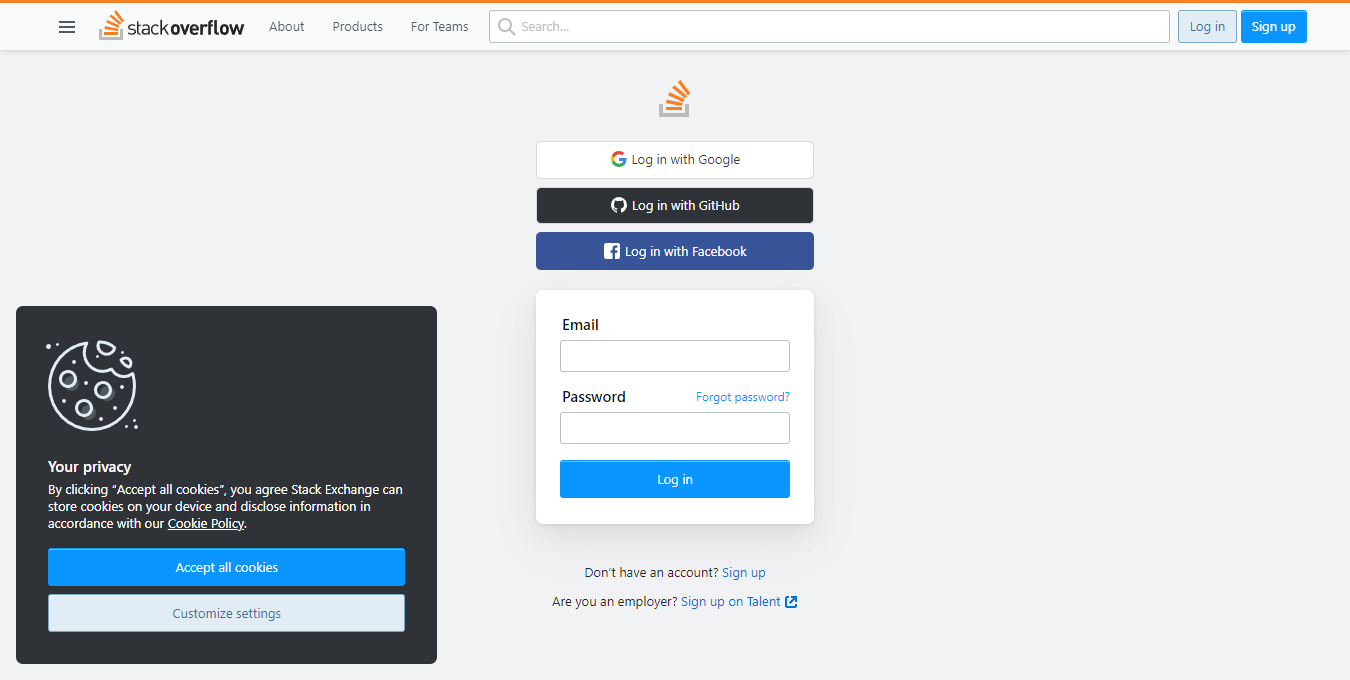 stackoverflow About Products For Teams Search... Log in Sign up
Log in with Google
Log in with GitHub
Log in with Facebook
Email
Password Forgot password?
Log in
Don't have an account? Sign up
Are you an employer? Sign up on Talent
Your privacy
By clicking “Accept all cookies”, you agree Stack Exchange can
store cookies on your device and disclose information in
accordance with our Cookie Policy.
Accept all cookies
Customize settings